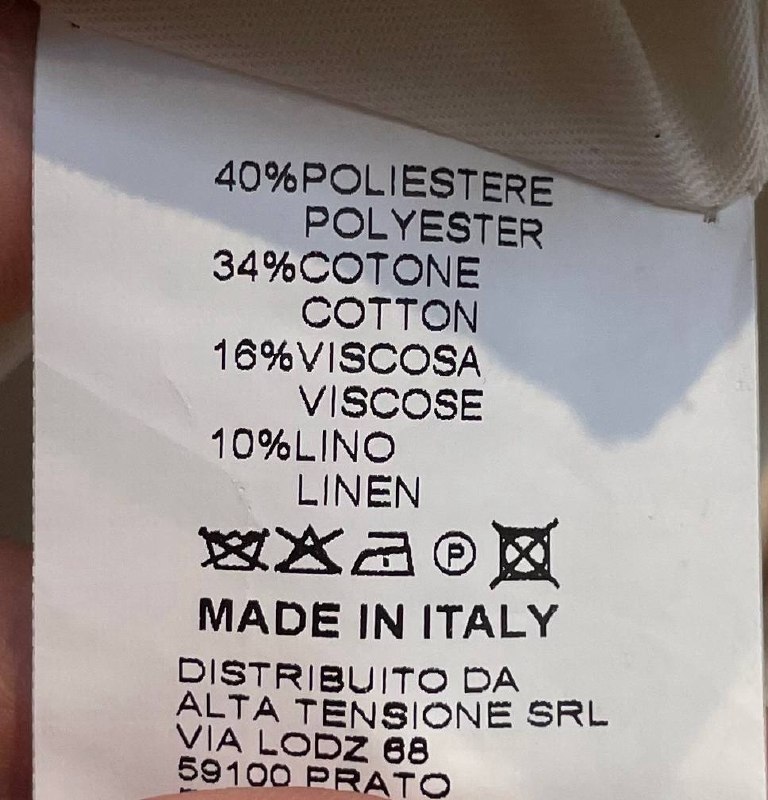 40%POLIESTERE
POLYESTER
34%COTONE
COTTON
16%VISCOSA
VISCOSE
10%LINO
LINEN
P
MADE IN ITALY
DISTRIBUITO DA
ALTA TENSIONE SRL
VIA LODZ 68
59100 PRATO